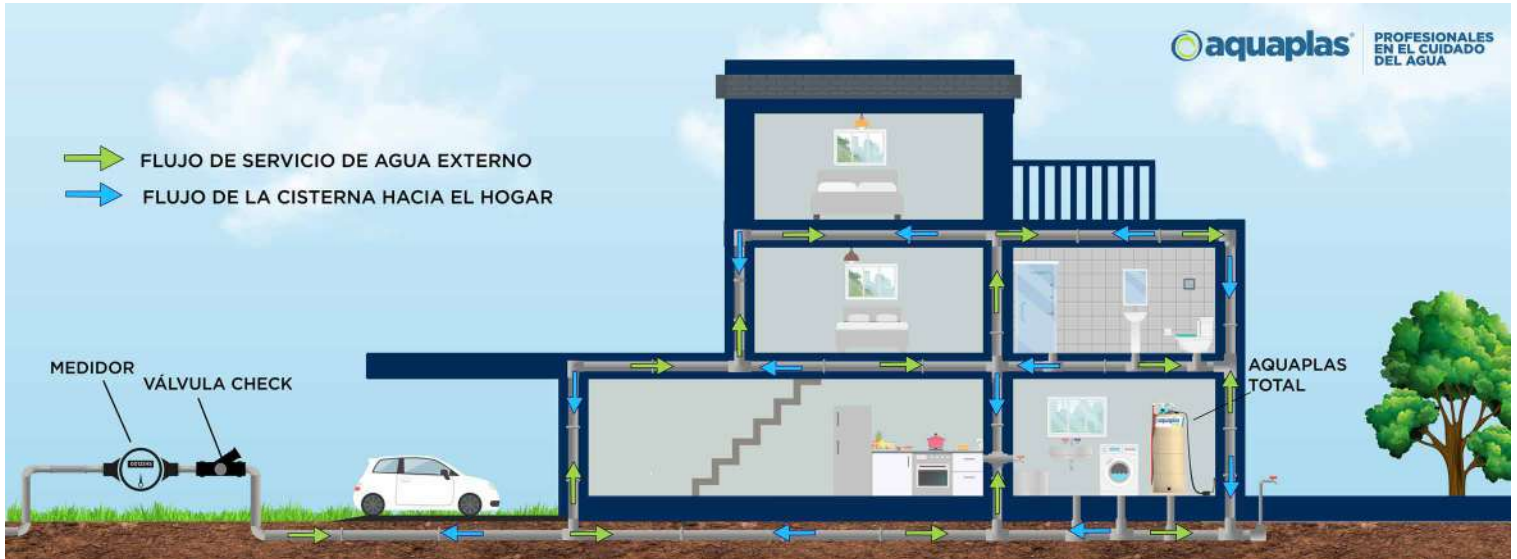 aquaplas
PROFESIONALES
EN EL CUIDADO
DEL AGUA
FLUJO DE SERVICIO DE AGUA EXTERNO
FLUJO DE LA CISTERNA HACIA EL HOGAR
MEDIDOR
VÁLVULA CHECK
AQUAPLAS
TOTAL
aquaplas